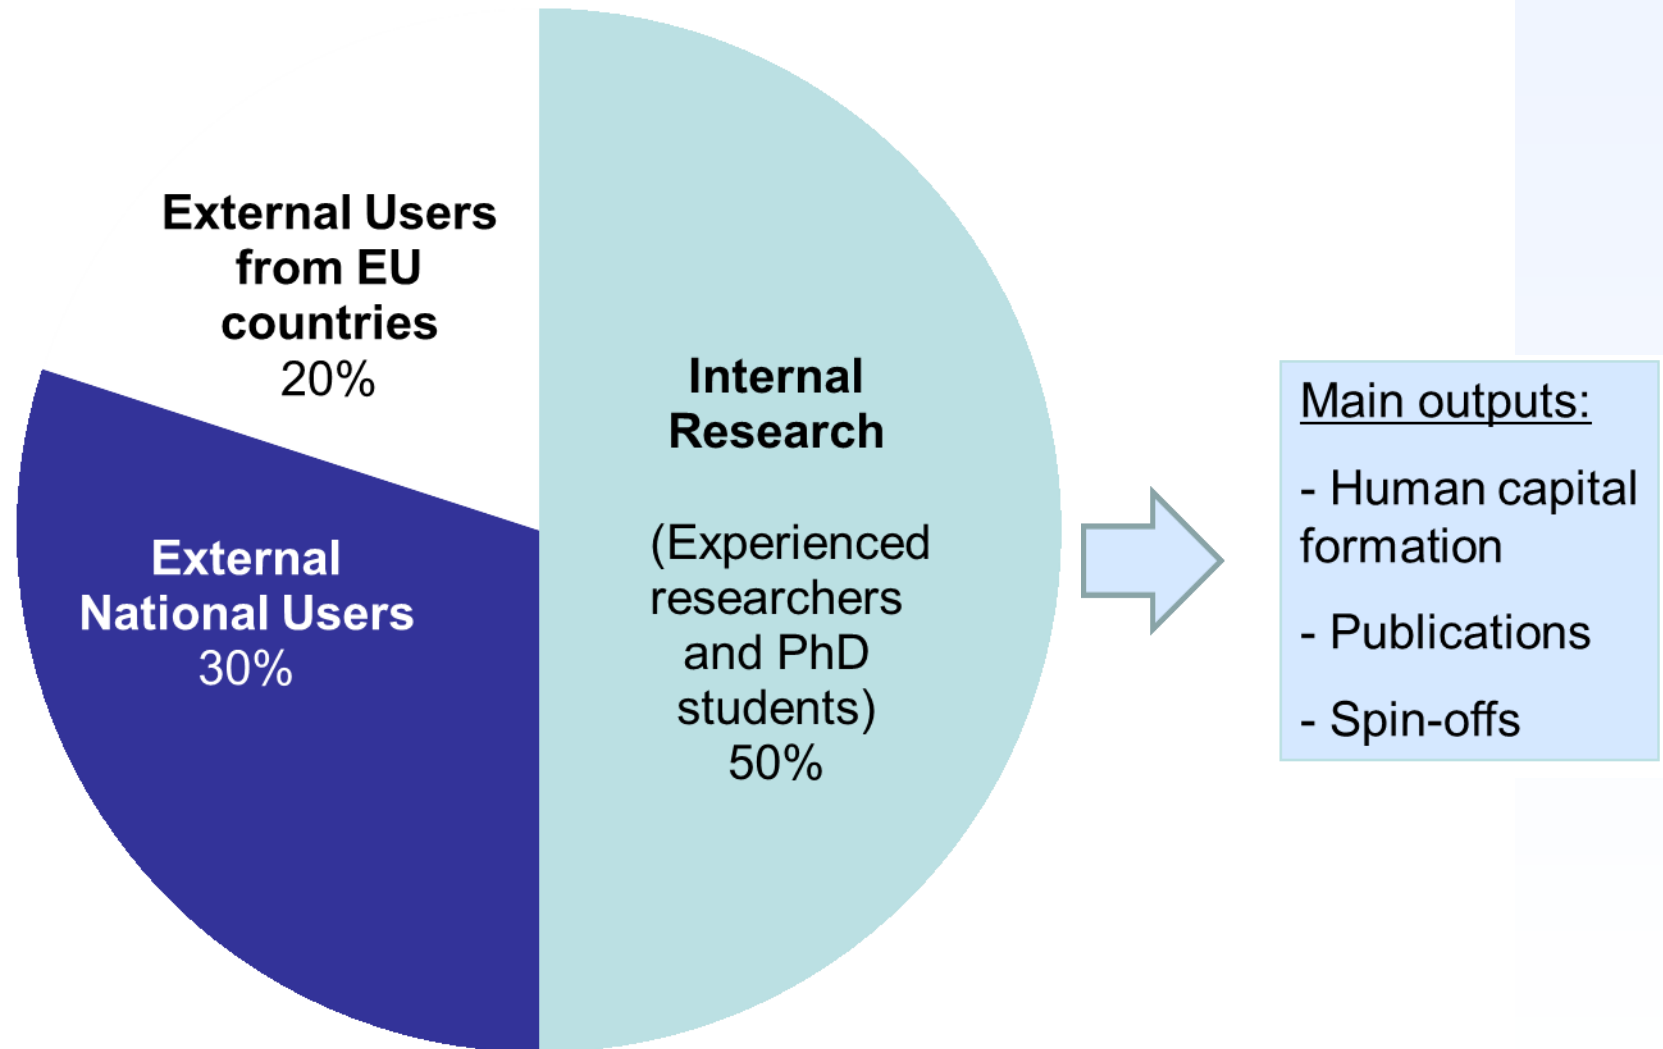 External Users
from EU
countries
20%
External
National Users
30%
Internal
Research
(Experienced
researchers
and PhD
students)
50%
Main outputs:
- Human capital
formation
- Publications
- Spin-offs